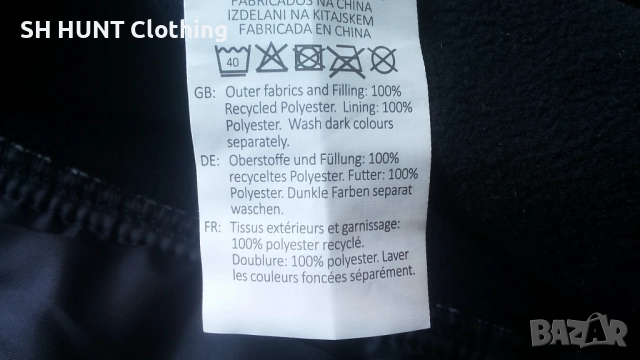 SH HUNT Clothing
FABRICADOS NA CHINA
IZDELANI NA KITAJSKEM
FABRICADA EN CHINA
40
GB: Outer fabrics and Filling: 100%
Recycled Polyester. Lining: 100%
Polyester. Wash dark colours
separately.
DE: Oberstoffe und Füllung: 100%
recyceltes Polyester. Futter: 100%
Polyester. Dunkle Farben separat
waschen.
FR: Tissus extérieurs et garnissage:
100% polyester recyclé.
Doublure: 100% polyester. Laver
les couleurs foncées séparément.
BAZAR